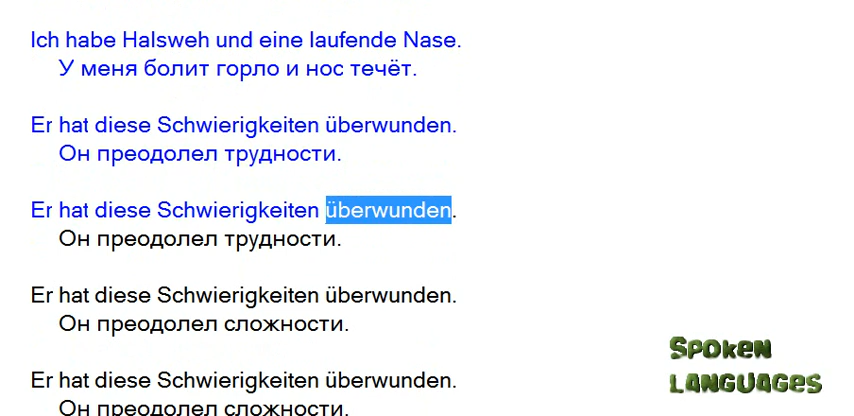 Ich habe Halsweh und eine laufende Nase.
У меня болит горло и нос течёт.
Er hat diese Schwierigkeiten überwunden.
Он преодолел трудности.
Er hat diese Schwierigkeiten überwunden.
Он преодолел трудности.
Er hat diese Schwierigkeiten überwunden.
Он преодолел сложности.
Er hat diese Schwierigkeiten überwunden.
Он преодолел сложности.
Spoken
Languages